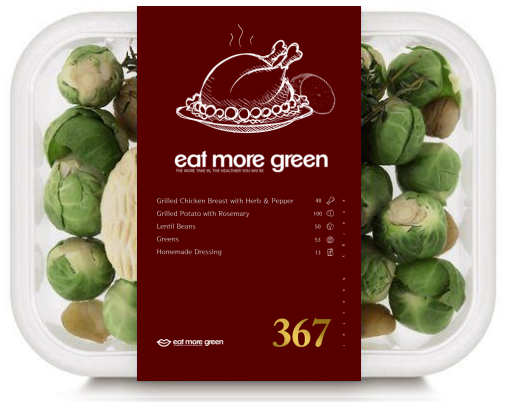 eat more green
THE MORE TAKE IN, THE HEALTHIER YOU WILL BE
Grilled Chicken Breast with Herb & Pepper 48
Grilled Potato with Rosemary 100
Lentil Beans 50
Greens 53
Homemade Dressing 13
eat more green
367